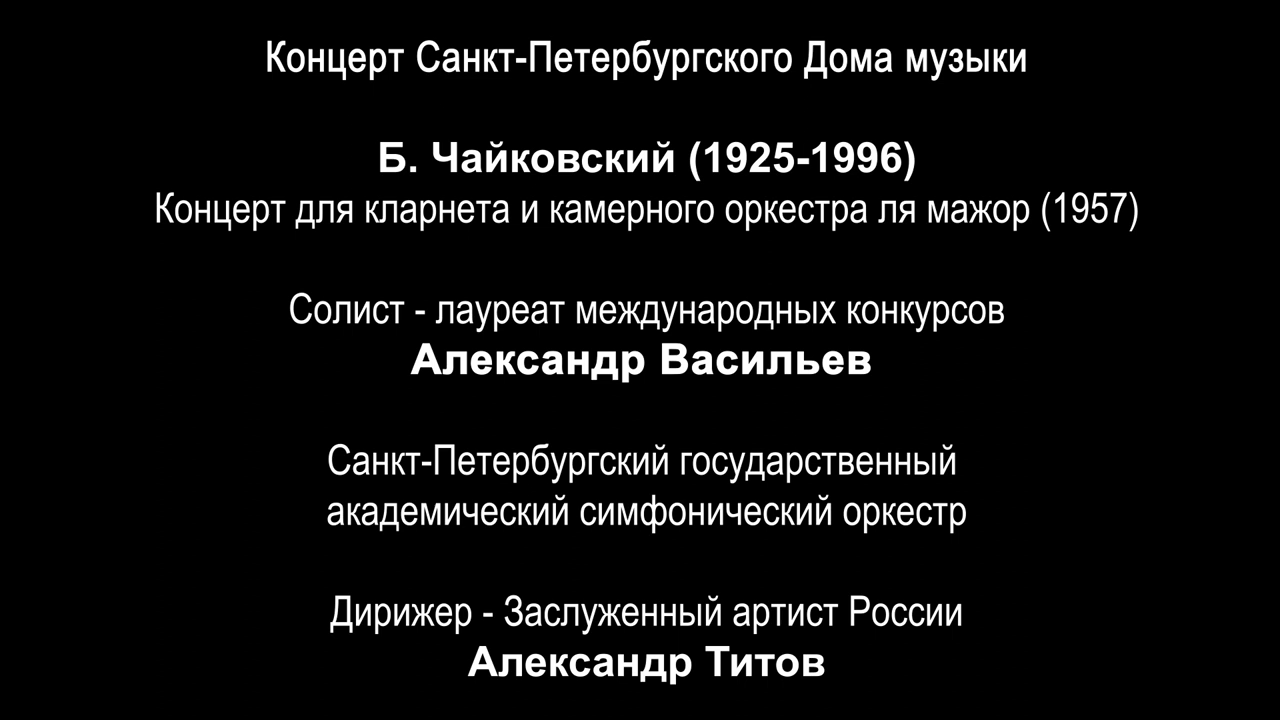 Концерт Санкт-Петербургского Дома музыки
Б. Чайковский (1925-1996)
Концерт для кларнета и камерного оркестра ля мажор (1957)
Солист - лауреат международных конкурсов
Александр Васильев
Санкт-Петербургский государственный
академический симфонический оркестр
Дирижер - Заслуженный артист России
Александр Титов